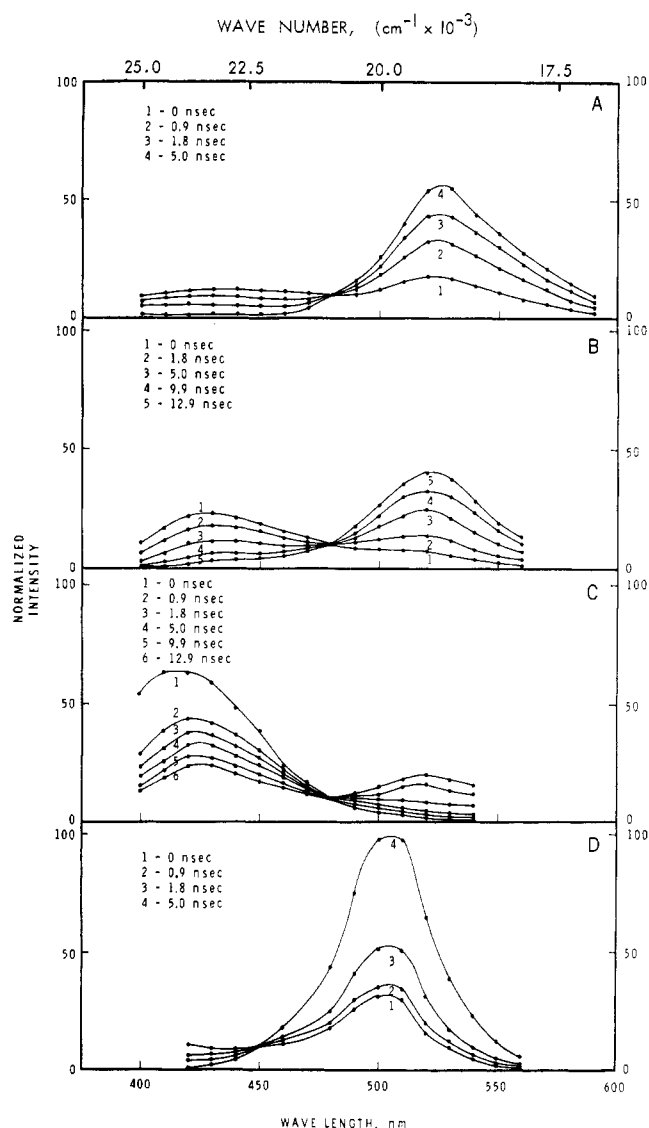 WAVE NUMBER, (cm-1 x 10-3)
25.0 22.5 20.0 17.5
100 100
A
1 - 0 nsec
2 - 0.9 nsec
3 - 1.8 nsec
4 - 5.0 nsec
50 50
4
3
2
1
0 0
100 100
B
1 - 0 nsec
2 - 1.8 nsec
3 - 5.0 nsec
4 - 9.9 nsec
5 - 12.9 nsec
50 50
1 5
2 4
3 3
4 2
5 1
0 0
NORMALIZED
INTENSITY
100 100
C
1 - 0 nsec
2 - 0.9 nsec
3 - 1.8 nsec
4 - 5.0 nsec
5 - 9.9 nsec
6 - 12.9 nsec
1
50 50
2
3
4
5
6
0 0
100 100
D
1 - 0 nsec
2 - 0.9 nsec
3 - 1.8 nsec
4 - 5.0 nsec
4
50 50
3
2
1
0 0
400 450 500 550 600
WAVE LENGTH, nm